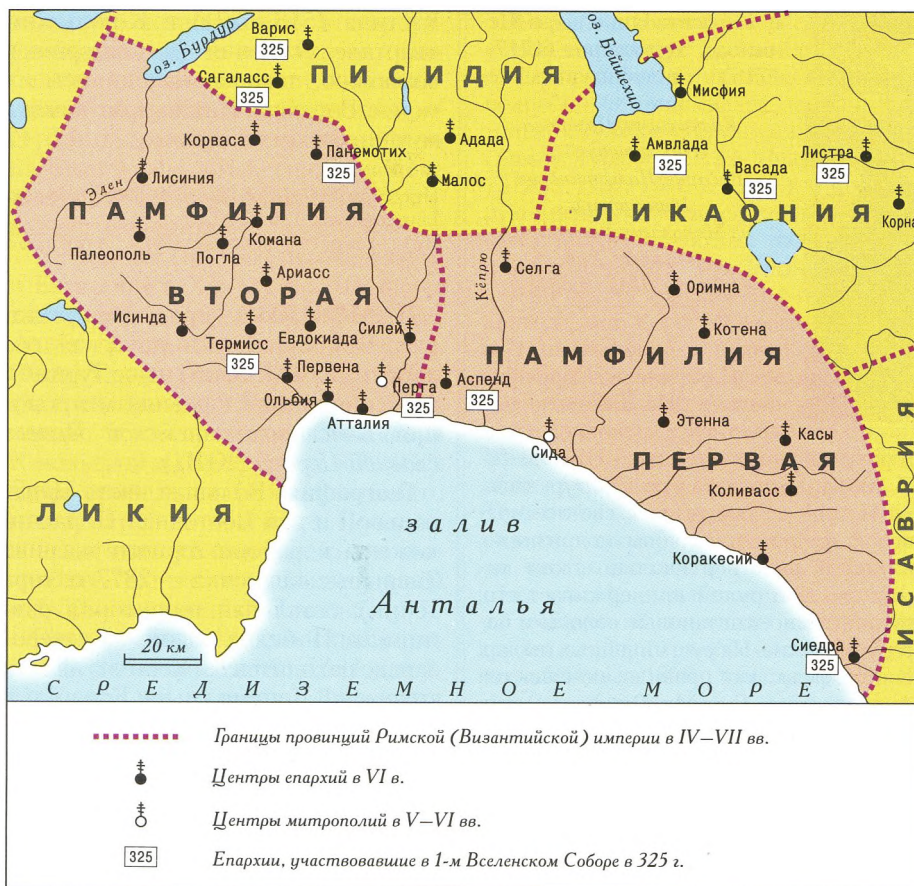 оз. Бурдур
Варис
325
Сагаласс
325
ПИСИДИЯ
оз. Бейшехир
Мисфия
Корваса
Панемотих
325
Адада
Малос
Амвлада
325
Васада
325
Листра
325
Эден
Лисиния
ПАМФИЛИЯ
ЛИКАОНИЯ
Корна
Палеополь
Погла
Комана
Ариасс
Кёпрю
Селга
Оримна
ВТОРАЯ
Исинда
Термисс
325
Евдокиада
Силей
Котена
ПАМФИЛИЯ
Первена
Ольвия
Атталия
Перга
325
Аспенд
325
Сида
Этенна
Касы
ПЕРВАЯ
Коливасс
ИСАВРИЯ
ЛИКИЯ
залив
Анталья
Коракесий
Сиедра
325
20 км
СРЕДИЗЕМНОЕ МОРЕ
Границы провинций Римской (Византийской) империи в IV–VII вв.
Центры епархий в VI в.
Центры митрополий в V–VI вв.
325 Епархии, участвовавшие в 1-м Вселенском Соборе в 325 г.